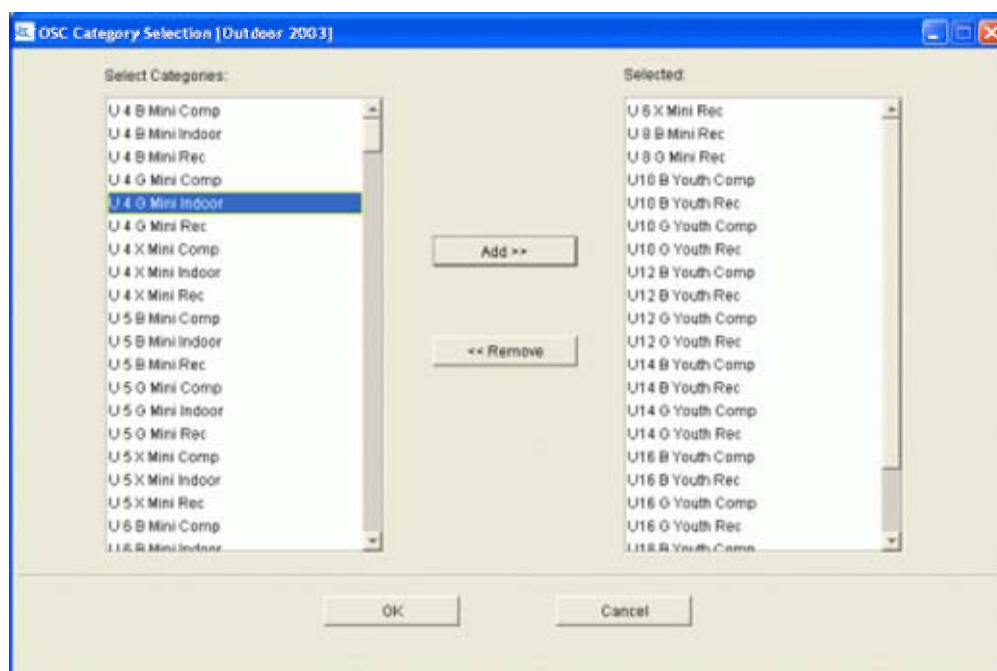 OSC Category Selection [Outdoor 2003]
Select Categories:
U 4 B Mini Comp
U 4 B Mini Indoor
U 4 B Mini Rec
U 4 G Mini Comp
U 4 G Mini Indoor
U 4 G Mini Rec
U 4 X Mini Comp
U 4 X Mini Indoor
U 4 X Mini Rec
U 5 B Mini Comp
U 5 B Mini Indoor
U 5 B Mini Rec
U 5 G Mini Comp
U 5 G Mini Indoor
U 5 G Mini Rec
U 5 X Mini Comp
U 5 X Mini Indoor
U 5 X Mini Rec
U 6 B Mini Comp
U 6 B Mini Indoor
Add >>
<< Remove
Selected:
U 6 X Mini Rec
U 8 B Mini Rec
U 8 G Mini Rec
U10 B Youth Comp
U10 B Youth Rec
U10 G Youth Comp
U10 G Youth Rec
U12 B Youth Comp
U12 B Youth Rec
U12 G Youth Comp
U12 G Youth Rec
U14 B Youth Comp
U14 B Youth Rec
U14 G Youth Comp
U14 G Youth Rec
U16 B Youth Comp
U16 B Youth Rec
U16 G Youth Comp
U16 G Youth Rec
U18 B Youth Comp
OK
Cancel